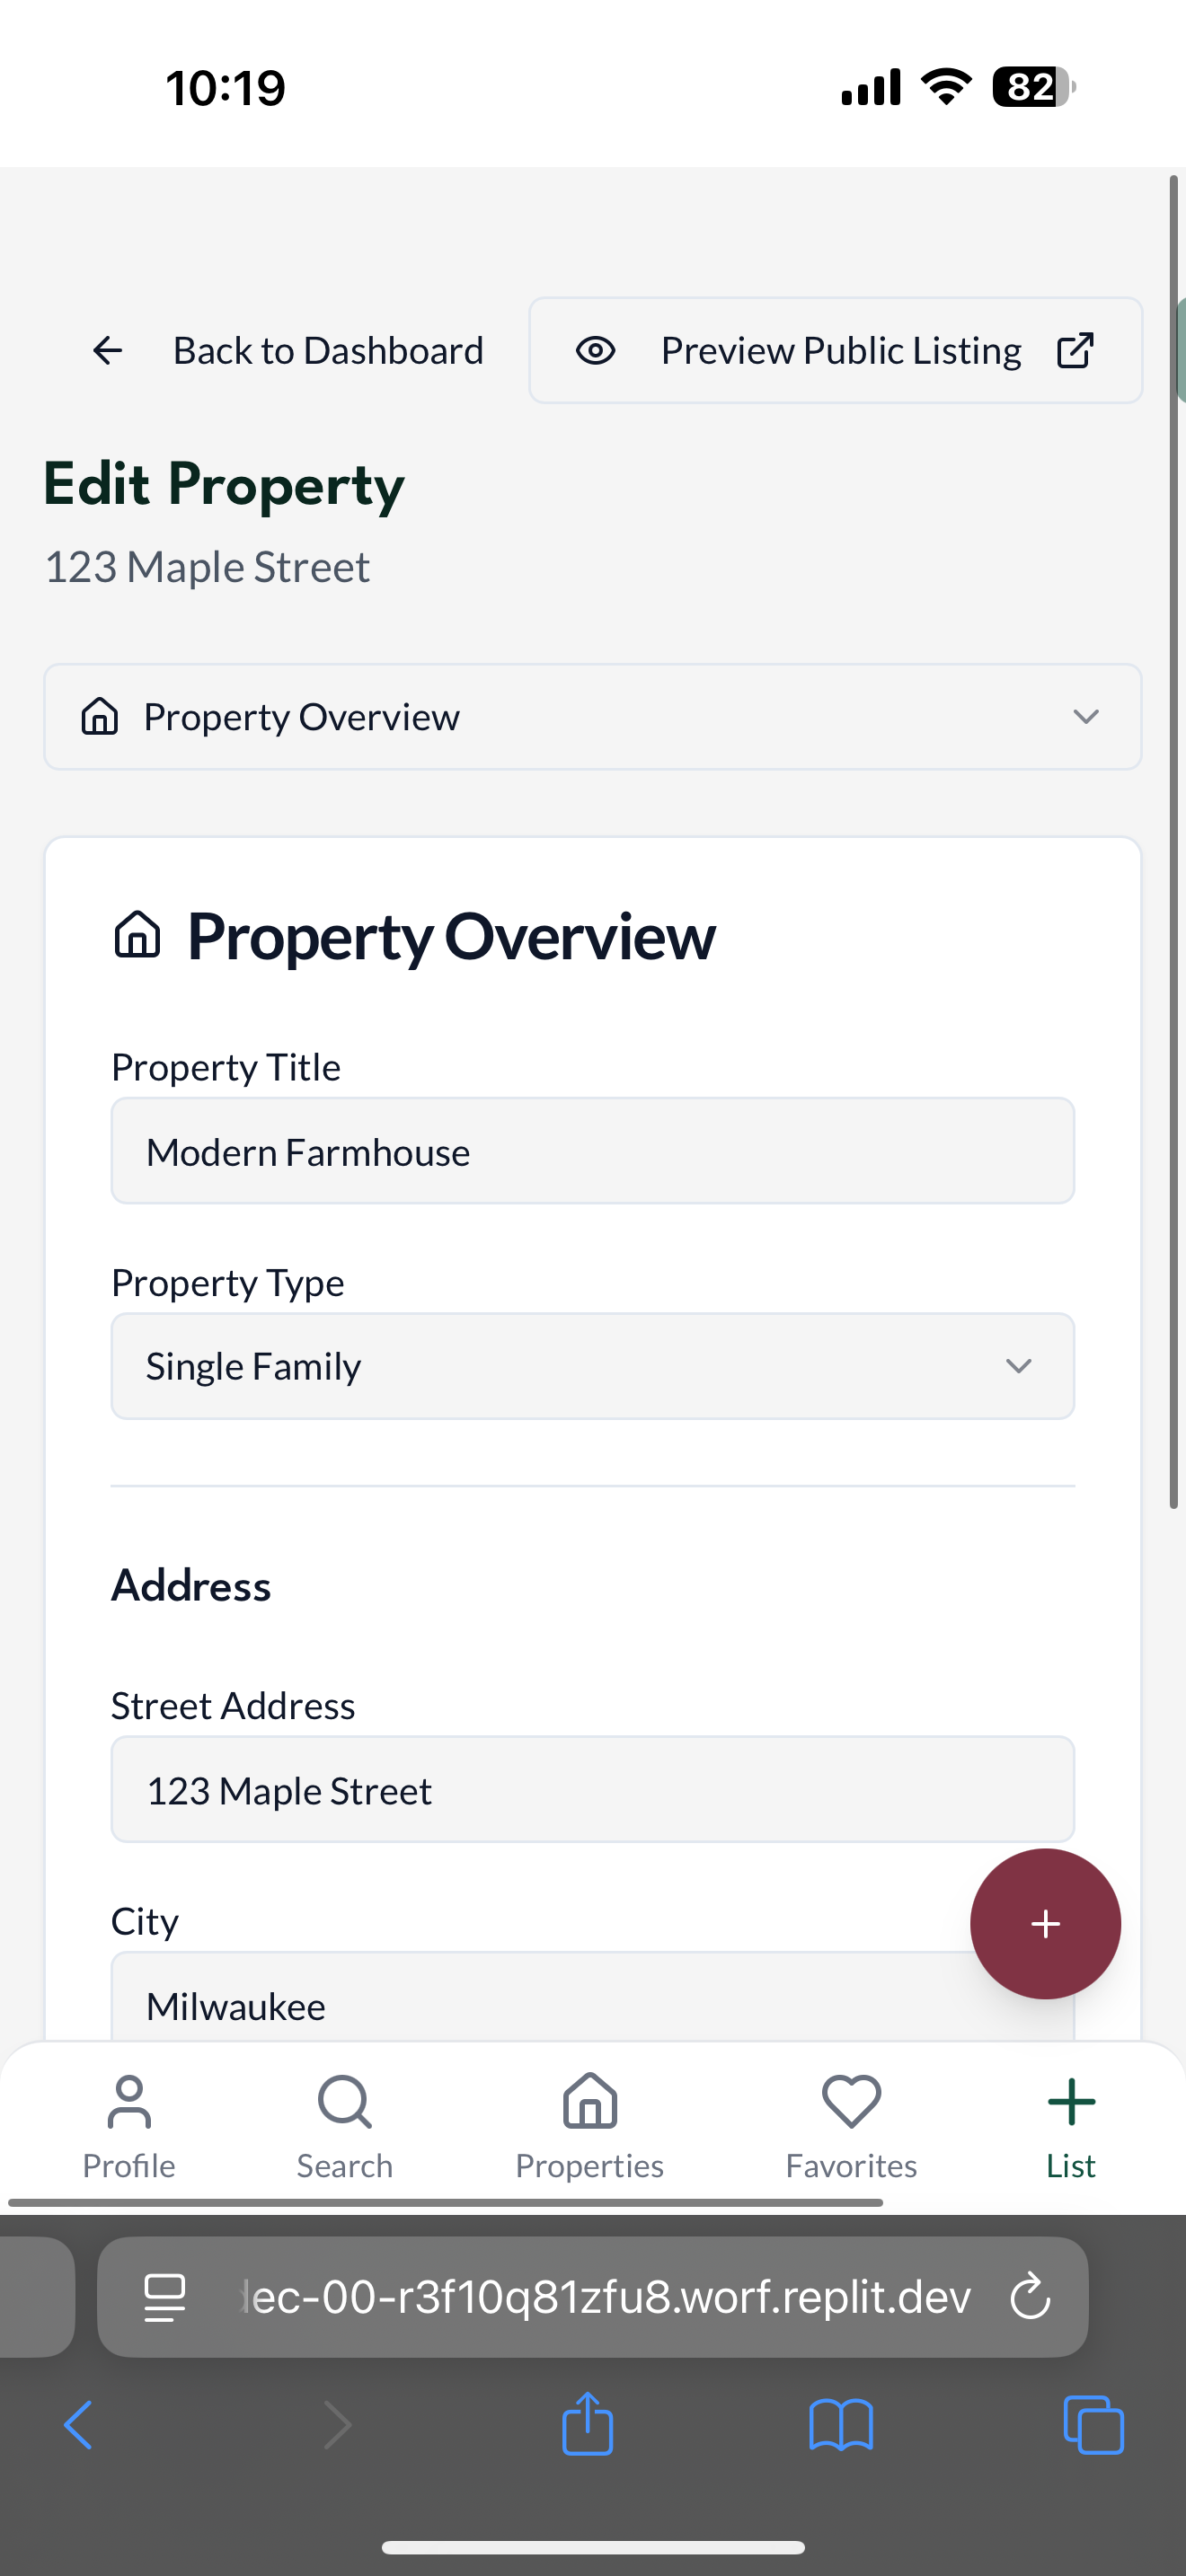 10:19
82
Back to Dashboard
Preview Public Listing
Edit Property
123 Maple Street
Property Overview
Property Overview
Property Title
Modern Farmhouse
Property Type
Single Family
Address
Street Address
123 Maple Street
City
Milwaukee
Profile
Search
Properties
Favorites
List
lec-00-r3f10q81zfu8.worf.replit.dev